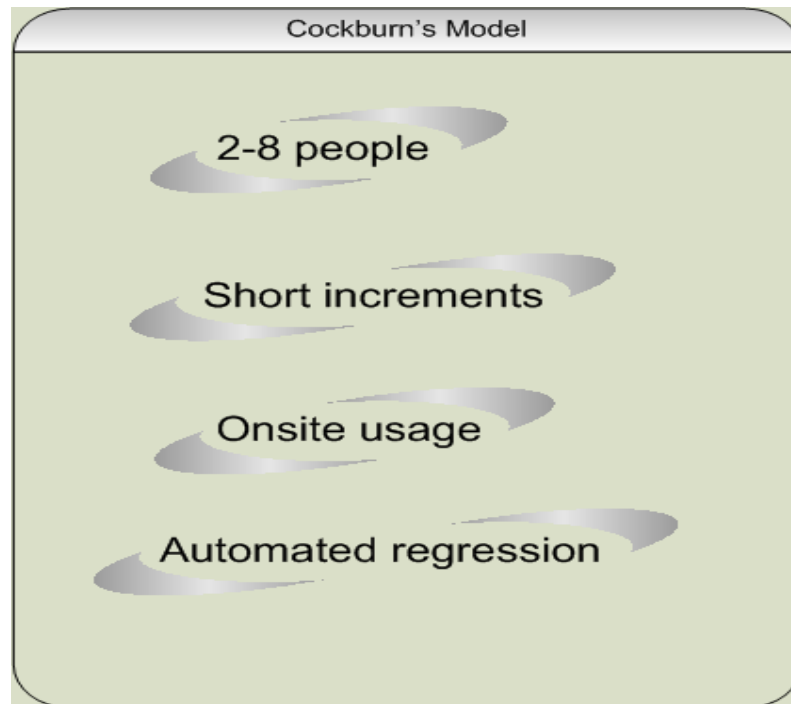 Cockburn's Model
2-8 people
Short increments
Onsite usage
Automated regression